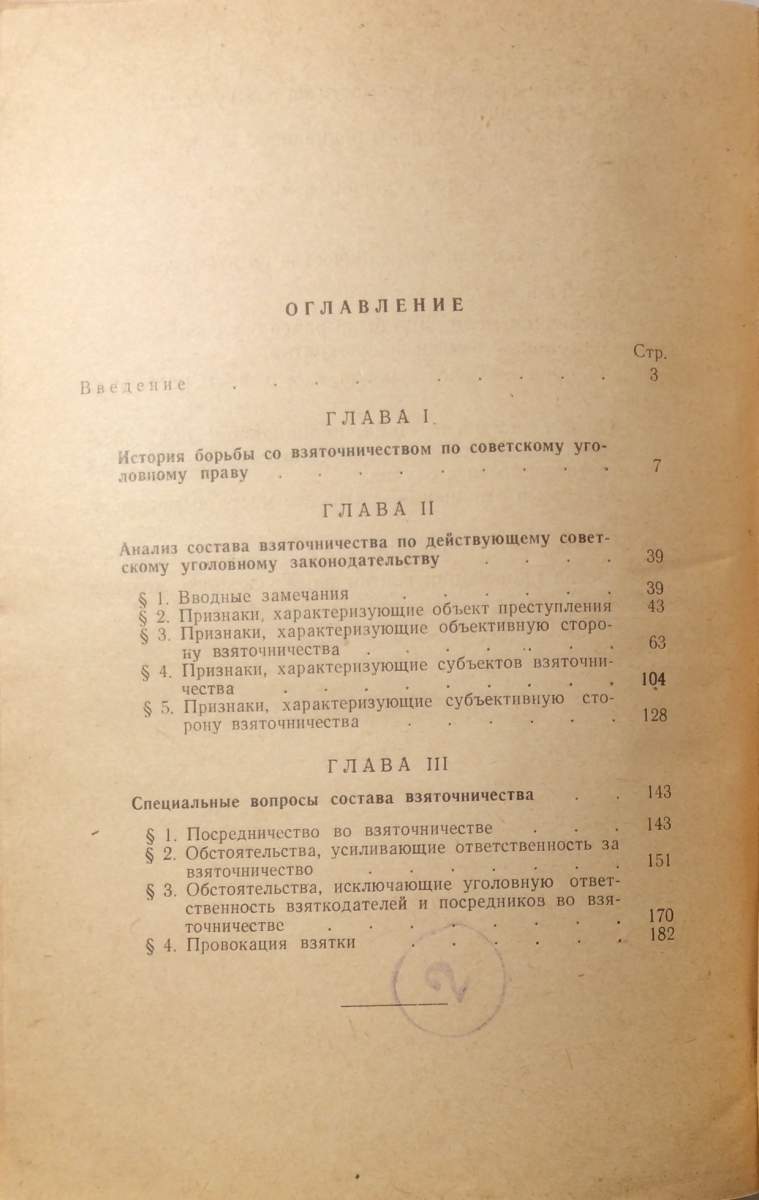 ОГЛАВЛЕНИЕ
Стр.
Введение . . . . . . . . . . 3
ГЛАВА I.
История борьбы со взяточничеством по советскому уго-
ловному праву . . . . . . . . . 7
ГЛАВА II
Анализ состава взяточничества по действующему совет-
скому уголовному законодательству . . . . 39
§ 1. Вводные замечания . . . . . . 39
§ 2. Признаки, характеризующие объект преступления 43
§ 3. Признаки, характеризующие объективную сторо-
ну взяточничества . . . . . . . 63
§ 4. Признаки, характеризующие субъектов взяточни-
чества . . . . . . . . . 104
§ 5. Признаки, характеризующие субъективную сто-
рону взяточничества . . . . . . 128
ГЛАВА III
Специальные вопросы состава взяточничества . . 143
§ 1. Посредничество во взяточничестве . . . 143
§ 2. Обстоятельства, усиливающие ответственность за
взяточничество . . . . . . . 151
§ 3. Обстоятельства, исключающие уголовную ответ-
ственность взяткодателей и посредников во взя-
точничестве . . . . . . . . 170
§ 4. Провокация взятки . . . . . . 182
2